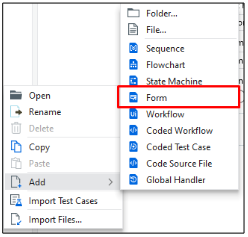 Folder...
File...
Sequence
Flowchart
State Machine
Form
Workflow
Coded Workflow
Coded Test Case
Code Source File
Global Handler
Open
Rename
Delete
Copy
Paste
Add
Import Test Cases
Import Files...